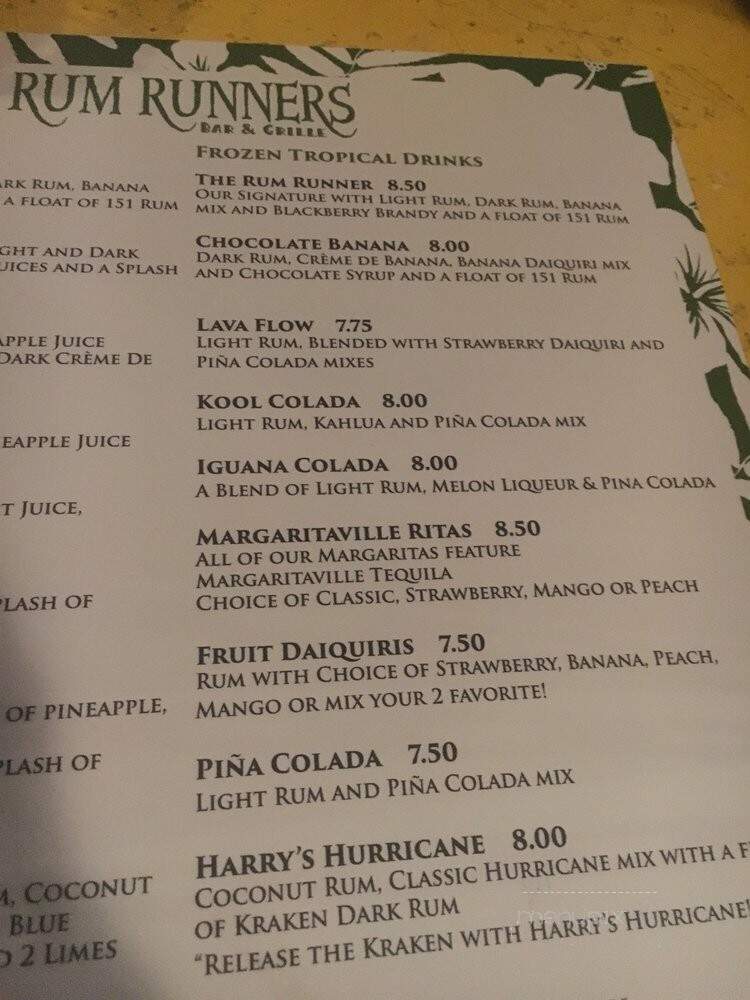 RUM RUNNERS
BAR & GRILLE
FROZEN TROPICAL DRINKS
THE RUM RUNNER 8.50
OUR SIGNATURE WITH LIGHT RUM, DARK RUM, BANANA
MIX AND BLACKBERRY BRANDY AND A FLOAT OF 151 RUM
CHOCOLATE BANANA 8.00
DARK RUM, CRÈME DE BANANA, BANANA DAIQUIRI MIX
AND CHOCOLATE SYRUP AND A FLOAT OF 151 RUM
LAVA FLOW 7.75
LIGHT RUM, BLENDED WITH STRAWBERRY DAIQUIRI AND
PIÑA COLADA MIXES
KOOL COLADA 8.00
LIGHT RUM, KAHLUA AND PIÑA COLADA MIX
IGUANA COLADA 8.00
A BLEND OF LIGHT RUM, MELON LIQUEUR & PINA COLADA
MARGARITAVILLE RITAS 8.50
ALL OF OUR MARGARITAS FEATURE
MARGARITAVILLE TEQUILA
CHOICE OF CLASSIC, STRAWBERRY, MANGO OR PEACH
FRUIT DAIQUIRIS 7.50
RUM WITH CHOICE OF STRAWBERRY, BANANA, PEACH,
MANGO OR MIX YOUR 2 FAVORITE!
PIÑA COLADA 7.50
LIGHT RUM AND PIÑA COLADA MIX
HARRY'S HURRICANE 8.00
COCONUT RUM, CLASSIC HURRICANE MIX WITH A F
OF KRAKEN DARK RUM
"RELEASE THE KRAKEN WITH HARRY'S HURRICANE!
ARK RUM, BANANA
A FLOAT OF 151 RUM
GHT AND DARK
UICES AND A SPLASH
APPLE JUICE
DARK CRÈME DE
EAPPLE JUICE
T JUICE,
PLASH OF
OF PINEAPPLE,
PLASH OF
M, COCONUT
BLUE
D 2 LIMES